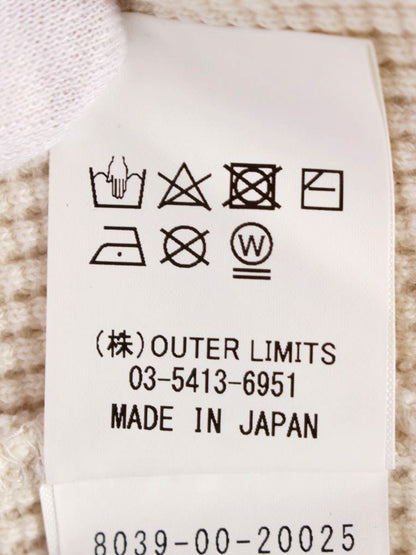 W
(株)OUTER LIMITS
03-5413-6951
MADE IN JAPAN
8039-00-20025